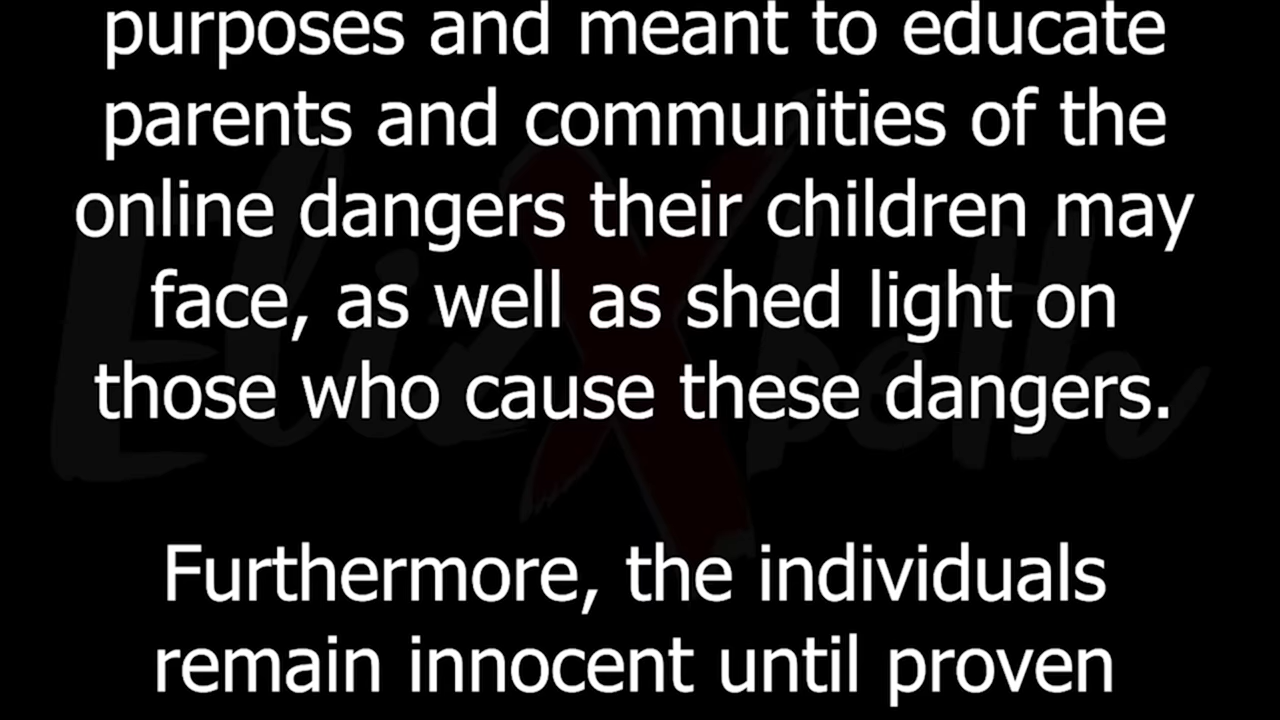 purposes and meant to educate
parents and communities of the
online dangers their children may
face, as well as shed light on
those who cause these dangers.
Furthermore, the individuals
remain innocent until proven
ElizXbeth